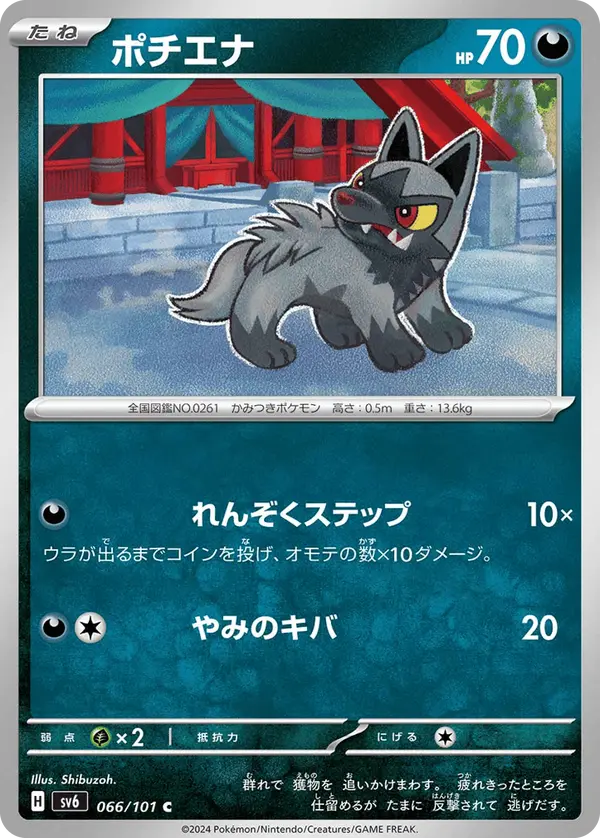 たね ポチエナ HP70
全国図鑑NO.0261 かみつきポケモン 高さ:0.5m 重さ:13.6kg
れんぞくステップ 10×
ウラが出るまでコインを投げ、オモテの数×10ダメージ。
やみのキバ 20
弱点 ×2 抵抗力 にげる
Illus. Shibuzoh.
H sv6 066/101 C
群れで 獲物を 追いかけまわす。 疲れきったところを
仕留めるが たまに 反撃されて 逃げだす。
©2024 Pokémon/Nintendo/Creatures/GAME FREAK.